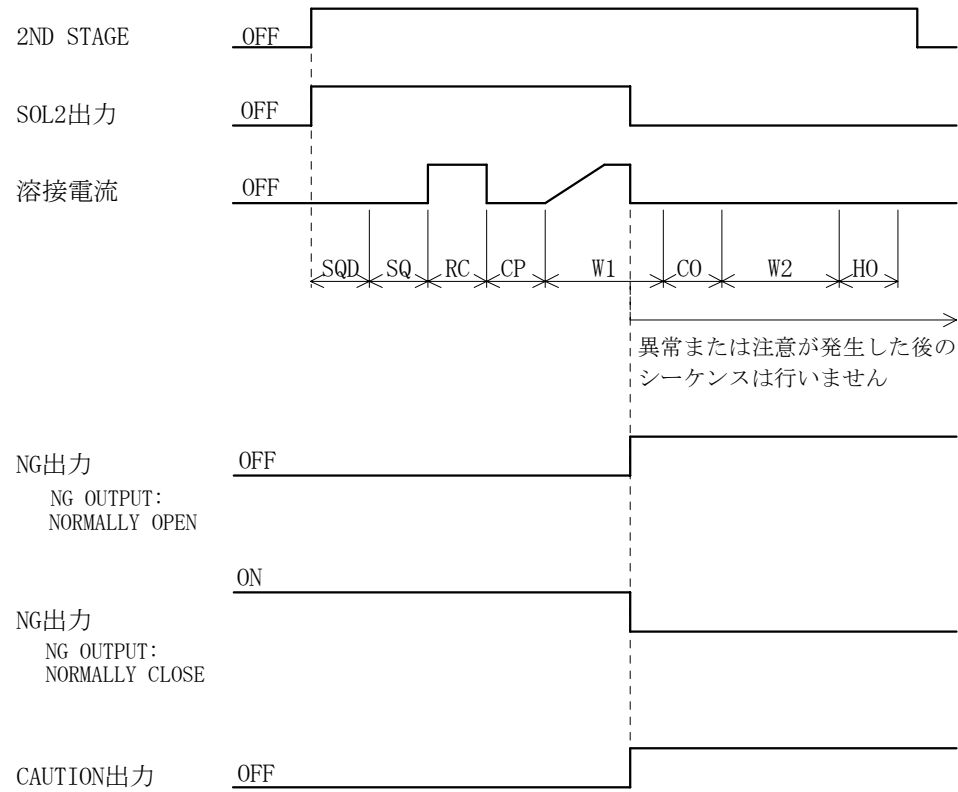 2ND STAGE OFF
SOL2出力 OFF
溶接電流 OFF
SQD SQ RC CP W1 CO W2 HO
異常または注意が発生した後の
シーケンスは行いません
NG出力 OFF
NG OUTPUT:
NORMALLY OPEN
ON
NG出力
NG OUTPUT:
NORMALLY CLOSE
CAUTION出力 OFF